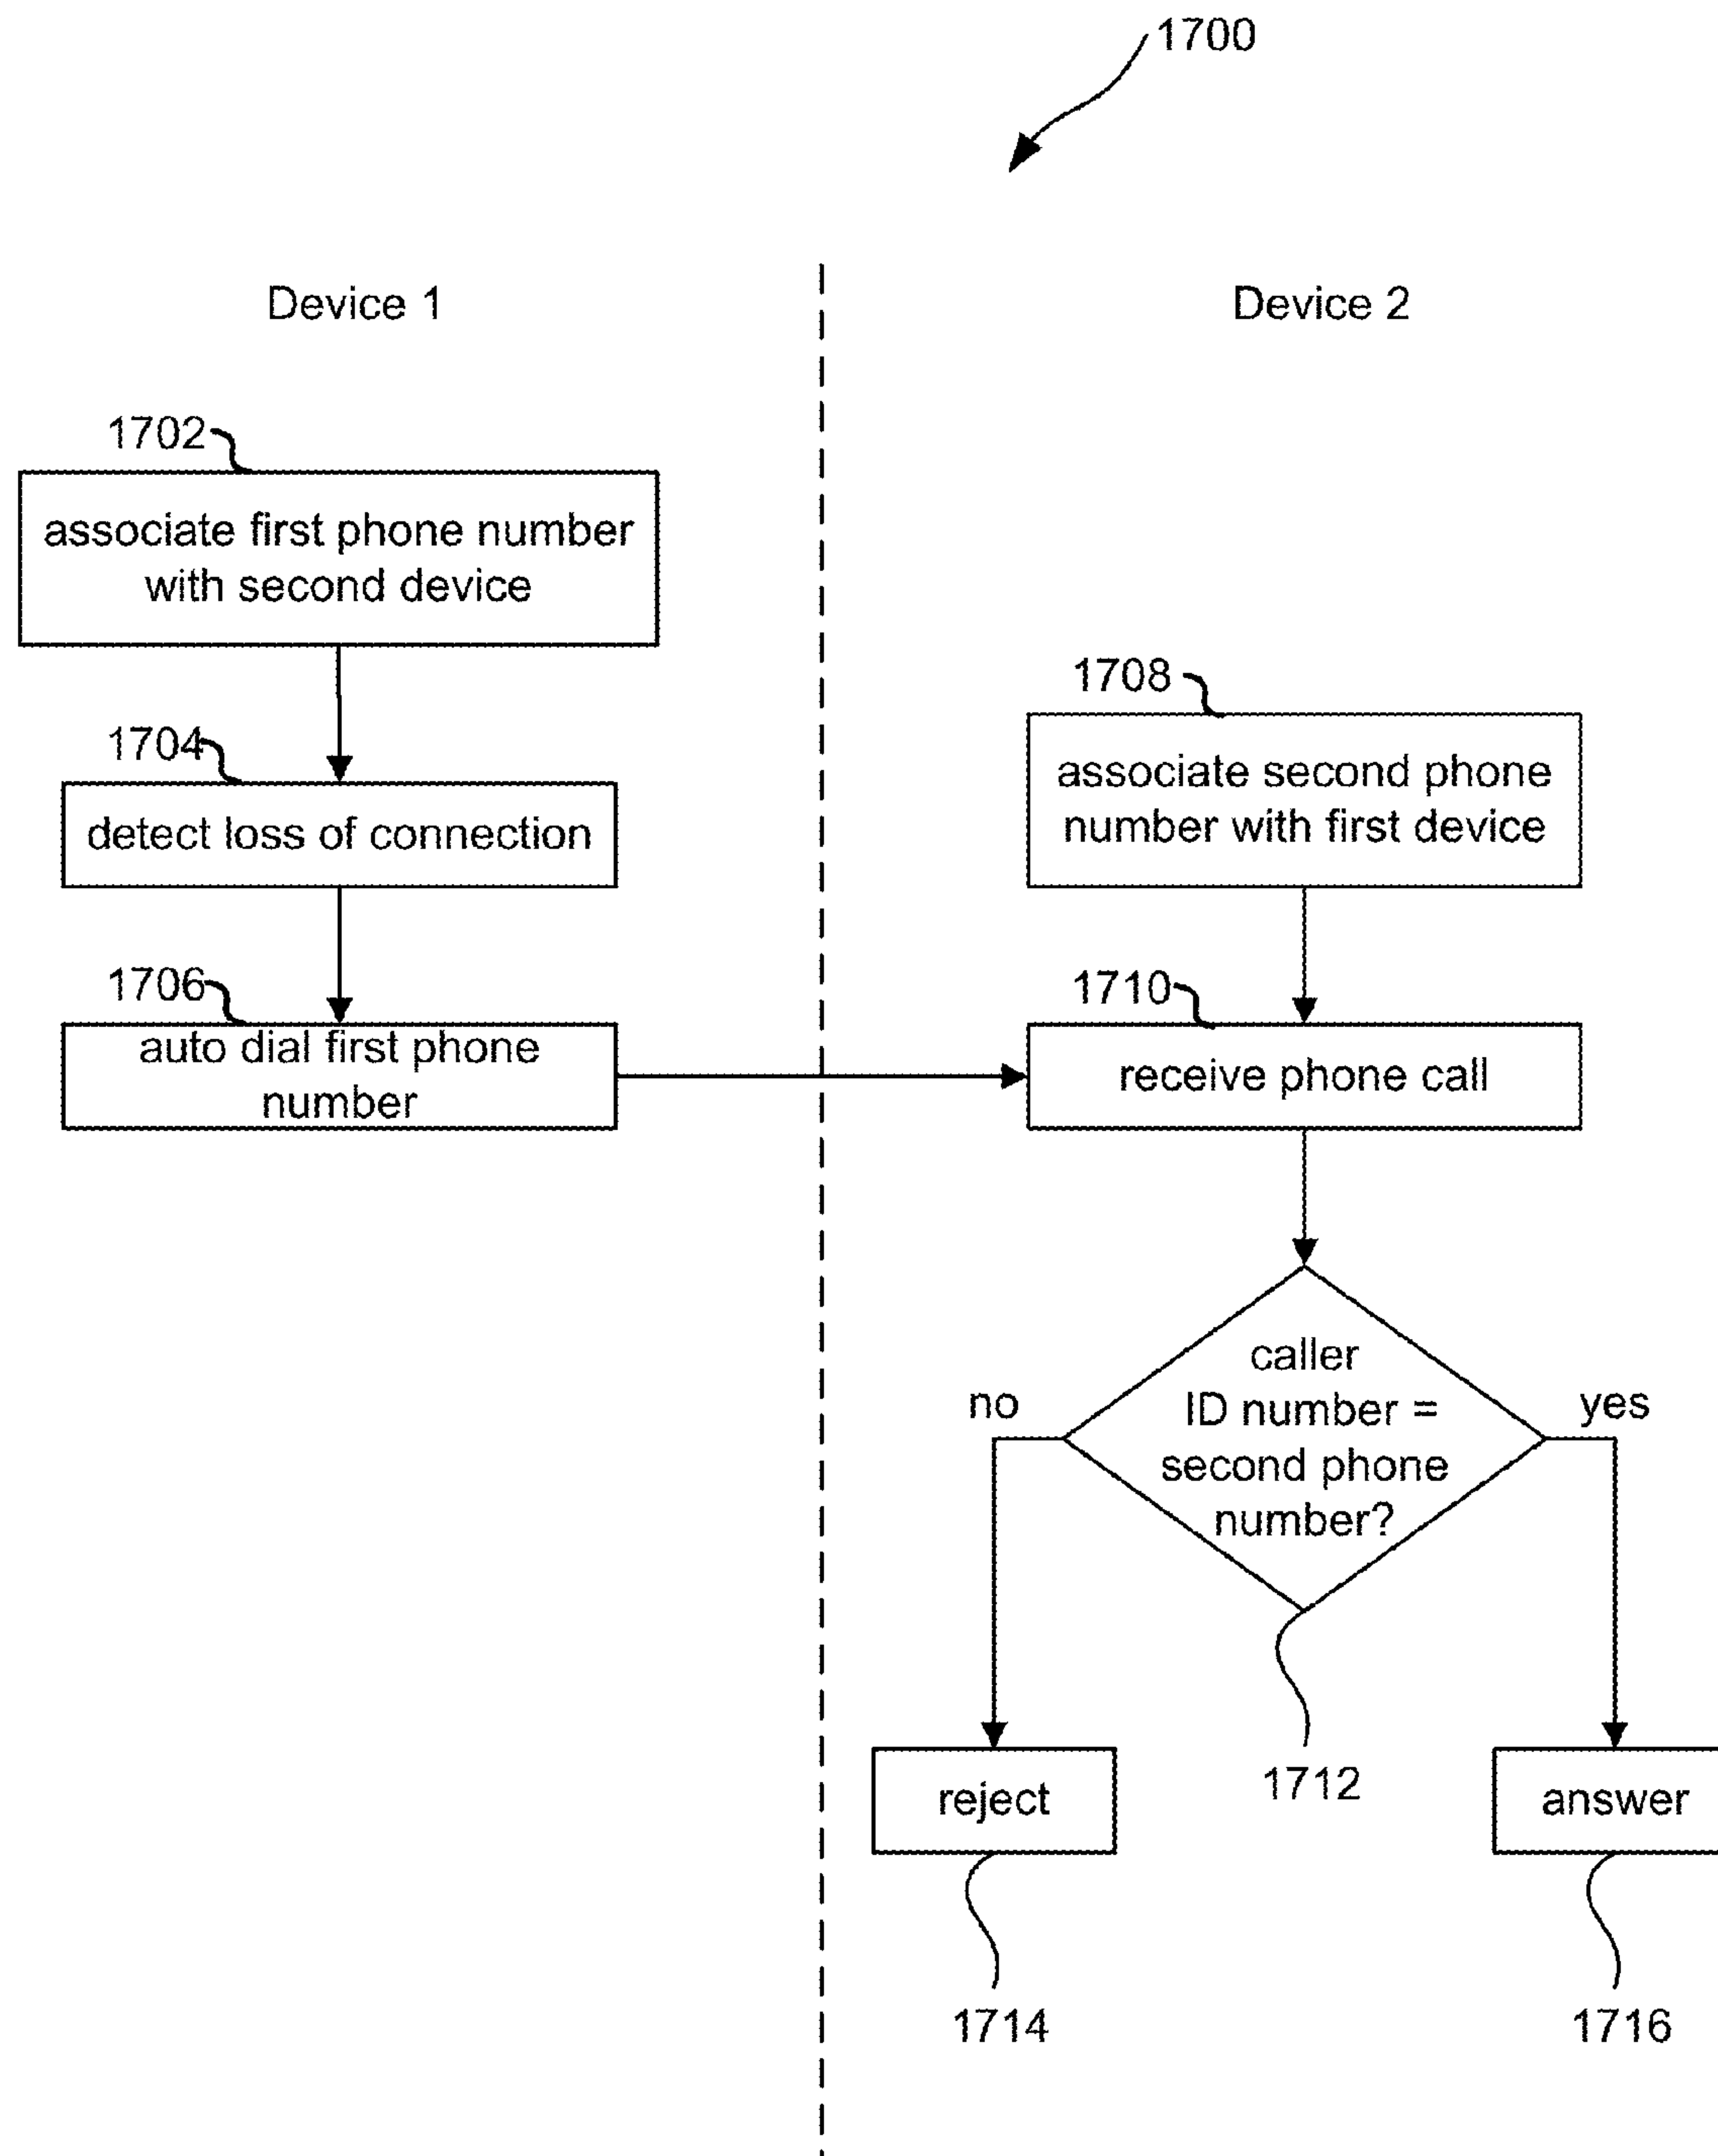 1700
Device 1
Device 2
1702
associate first phone number
with second device
1704
detect loss of connection
1706
auto dial first phone
number
1708
associate second phone
number with first device
1710
receive phone call
caller
ID number =
second phone
number?
no
yes
1712
reject
answer
1714
1716